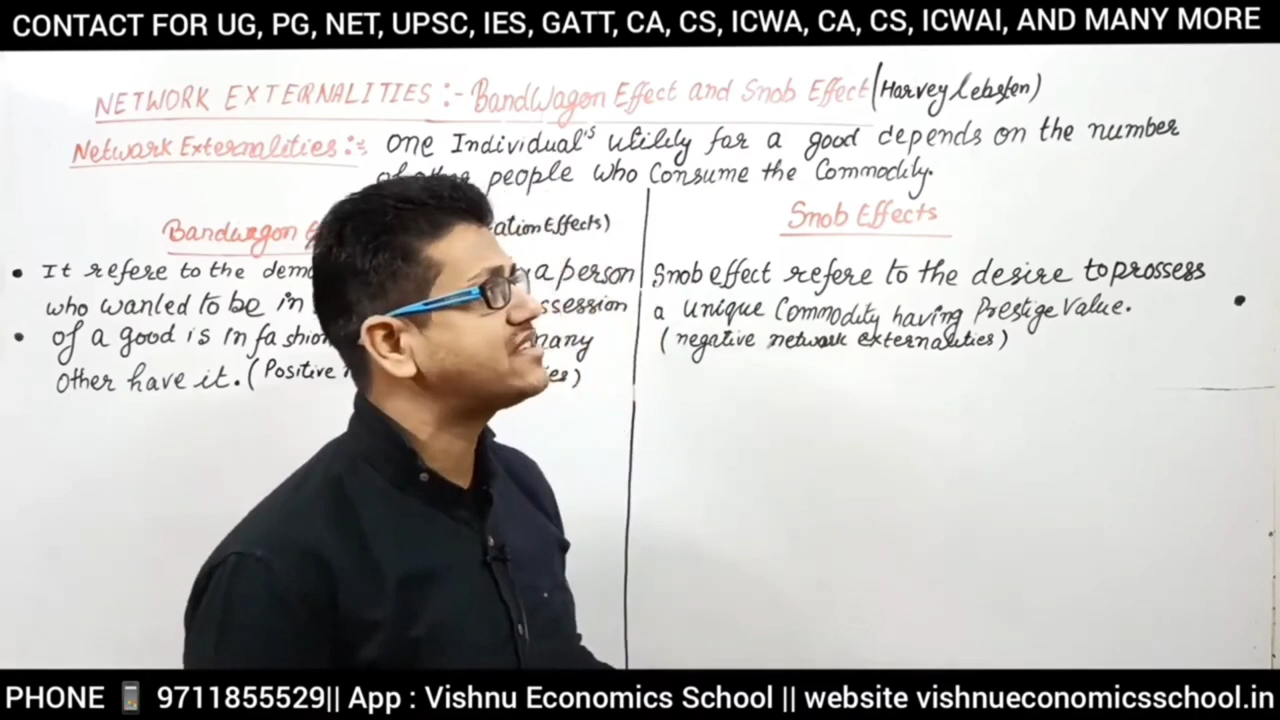 CONTACT FOR UG, PG, NET, UPSC, IES, GATT, CA, CS, ICWA, CA, CS, ICWAI, AND MANY MORE
NETWORK EXTERNALITIES :- BandWagon Effect and Snob Effect (Harvey Lebsten)
Network Externalities :- One Individual's utility for a good depends on the number
people who Consume the Commodity.
Bandwagon
ation Effects)
It refere to the dem
a person
who wanted to be in
ssession
of a good is in fashion
many
Other have it. (Positive
es)
Snob Effects
Snob effect refere to the desire to prossess
a unique Commodity having Prestige Value.
(negative network externalities)
PHONE 9711855529|| App : Vishnu Economics School || website vishnueconomicsschool.in